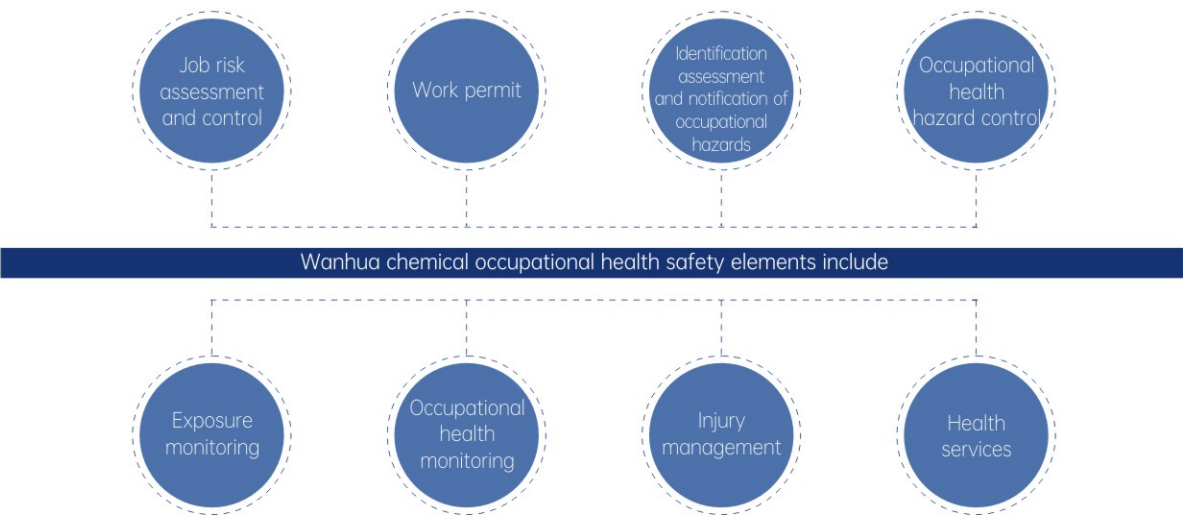 Job risk
assessment
and control
Work permit
Identification
assessment
and notification of
occupational
hazards
Occupational
health
hazard control
Wanhua chemical occupational health safety elements include
Exposure
monitoring
Occupational
health
monitoring
Injury
management
Health
services